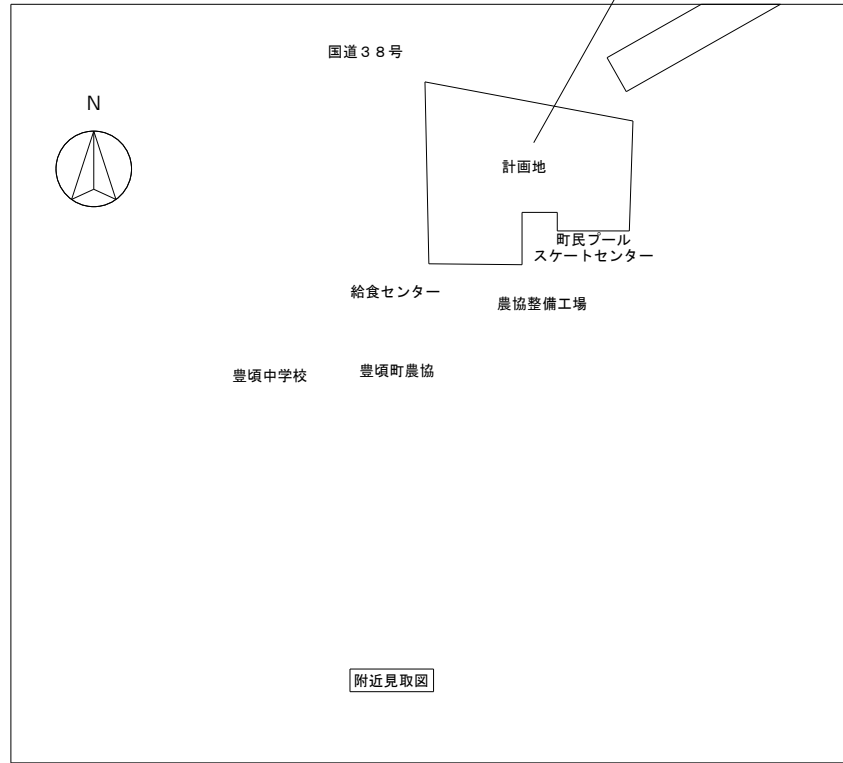 国道３８号
N
計画地
町民プール
スケートセンター
給食センター
農協整備工場
豊頃中学校
豊頃町農協
附近見取図